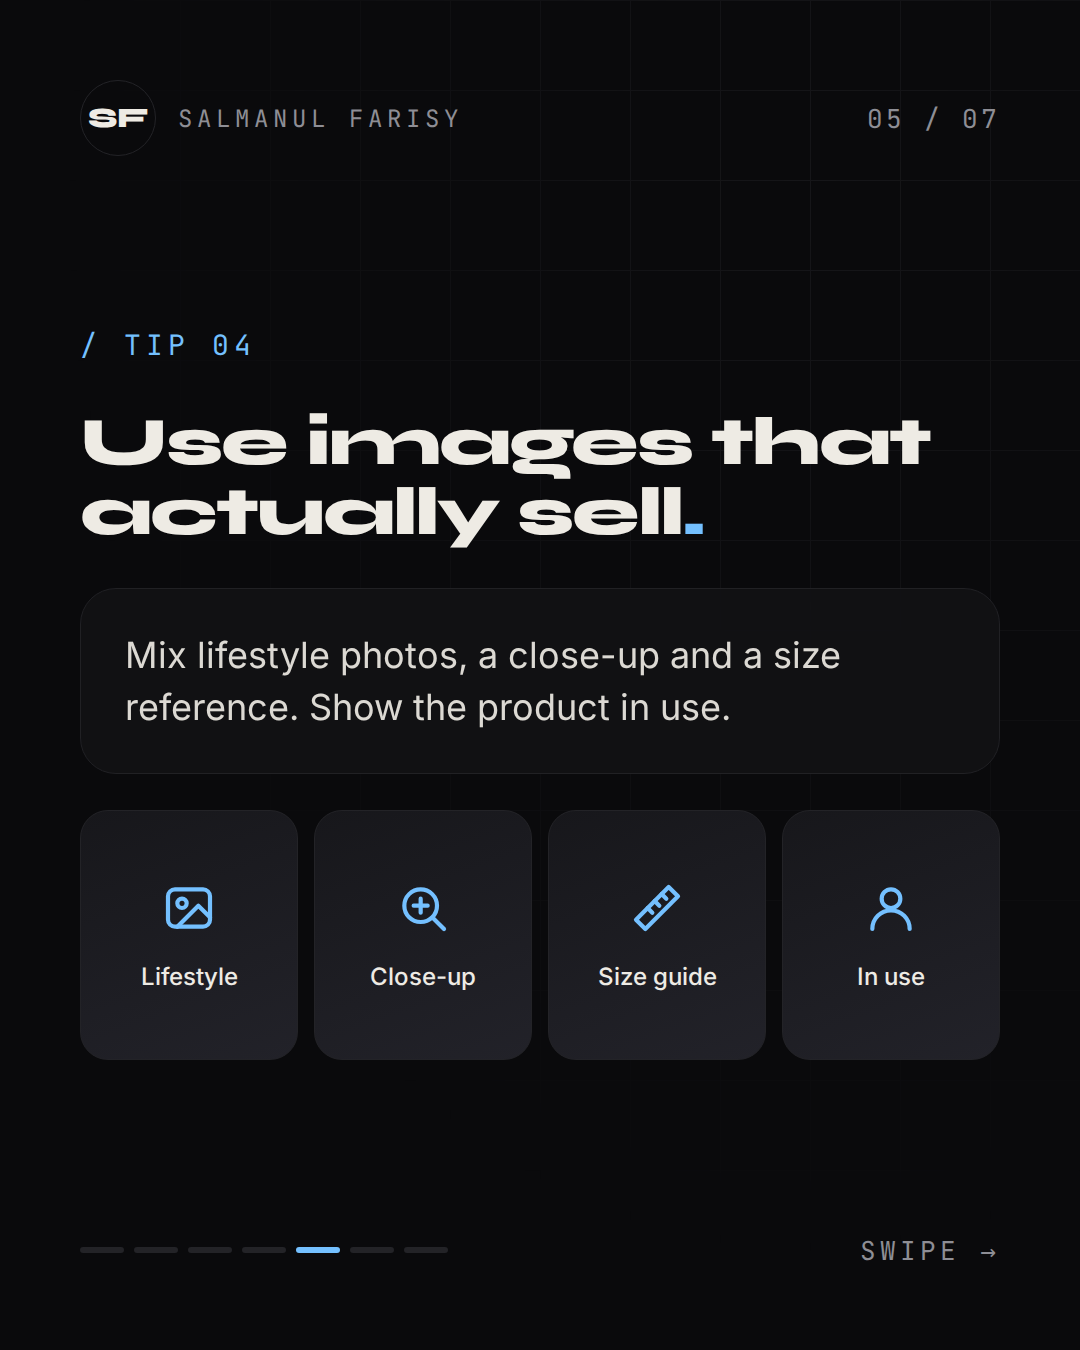 SF SALMANUL FARISY
05 / 07
/ TIP 04
Use images that
actually sell.
Mix lifestyle photos, a close-up and a size
reference. Show the product in use.
Lifestyle
Close-up
Size guide
In use
SWIPE →